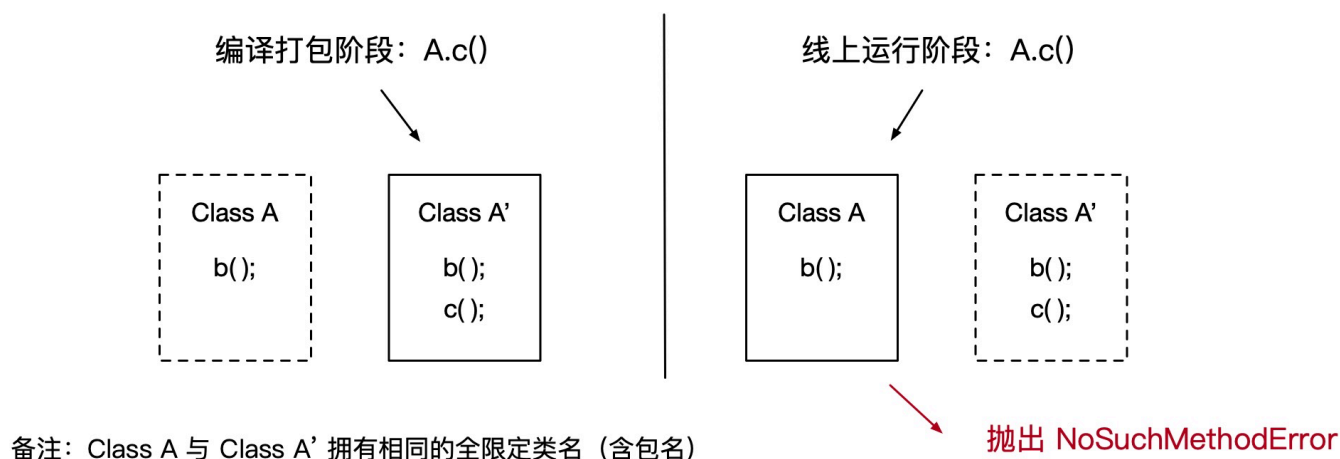 编译打包阶段：A.c()
线上运行阶段：A.c()
Class A
b( );
Class A’
b( );
c( );
Class A
b( );
Class A’
b( );
c( );
抛出 NoSuchMethodError
备注：Class A 与 Class A’ 拥有相同的全限定类名（含包名）